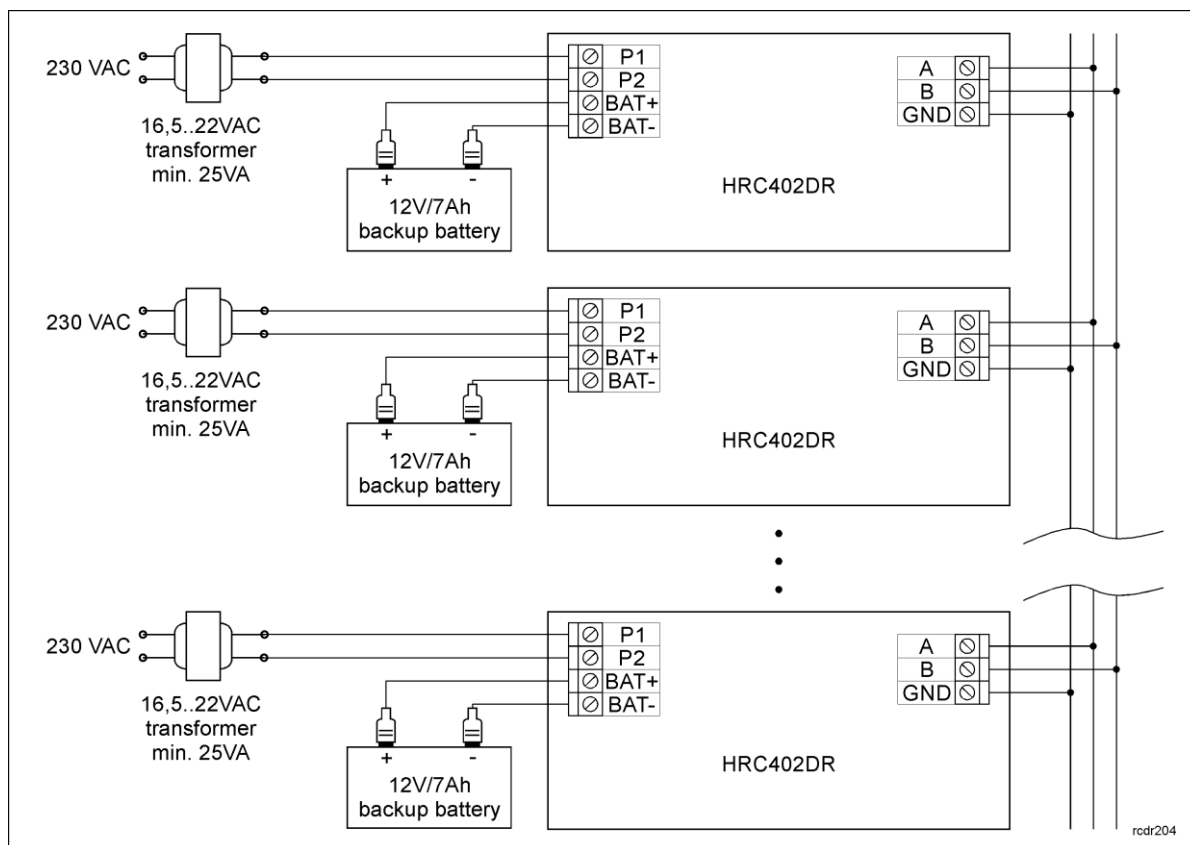 P1
A
230 VAC
P2
B
BAT+
GND
16,5..22VAC
BAT-
transformer
min. 25VA
+ -
HRC402DR
12V/7Ah
backup battery
P1
A
230 VAC
P2
B
BAT+
GND
16,5..22VAC
BAT-
transformer
min. 25VA
+ -
HRC402DR
12V/7Ah
backup battery
P1
A
230 VAC
P2
B
BAT+
GND
16,5..22VAC
BAT-
transformer
min. 25VA
+ -
HRC402DR
12V/7Ah
backup battery
rcdr204